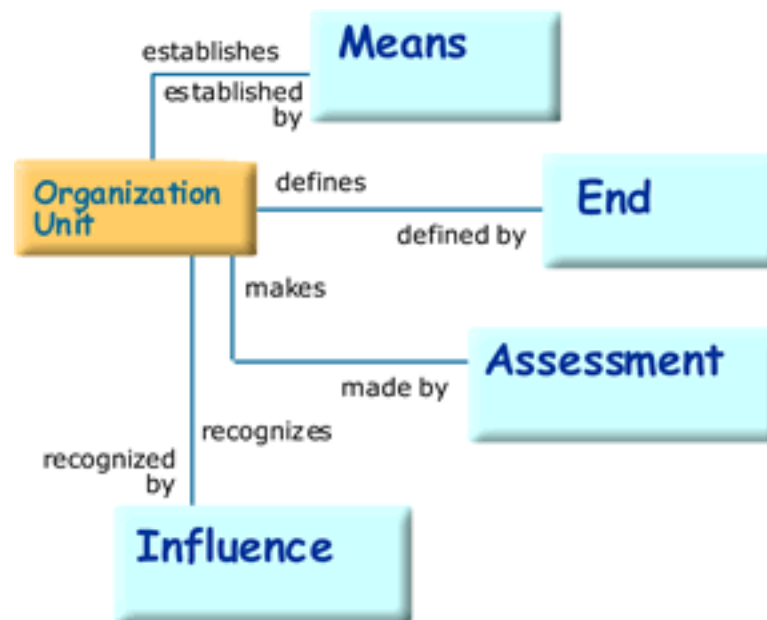 Means
establishes
established
by
Organization
Unit
defines
End
defined by
makes
Assessment
made by
recognizes
recognized
by
Influence